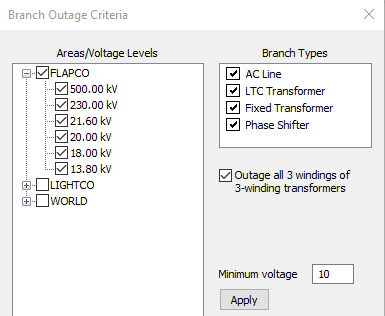 Branch Outage Criteria
Areas/Voltage Levels
FLAPCO
500.00 kV
230.00 kV
21.60 kV
20.00 kV
18.00 kV
13.80 kV
LIGHTCO
WORLD
Branch Types
AC Line
LTC Transformer
Fixed Transformer
Phase Shifter
Outage all 3 windings of
3-winding transformers
Minimum voltage 10
Apply